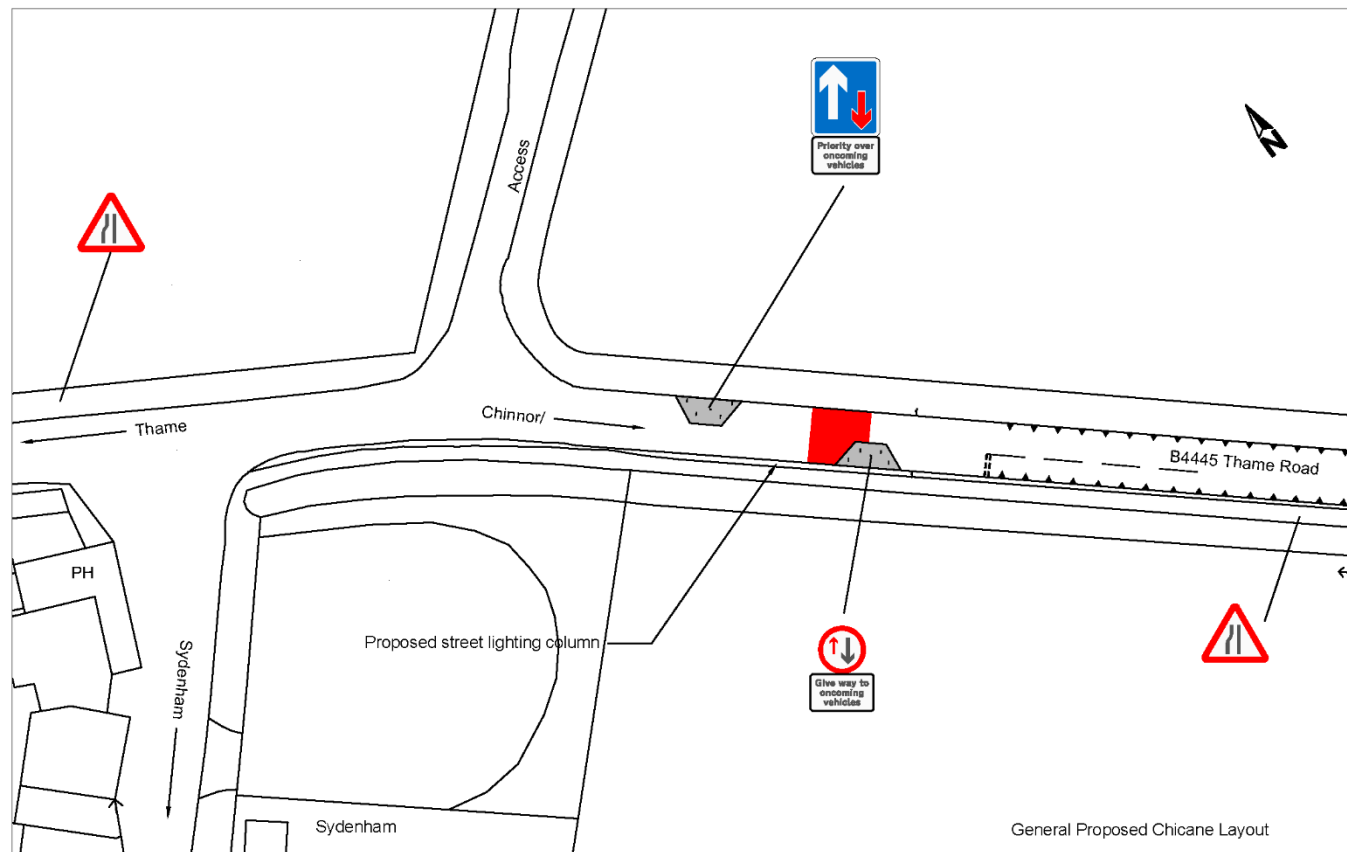 Priority over
oncoming
vehicles
Access
N
Chinnor/
Thame
B4445 Thame Road
PH
Sydenham
Proposed street lighting column
Give way to
oncoming
vehicles
Sydenham
General Proposed Chicane Layout